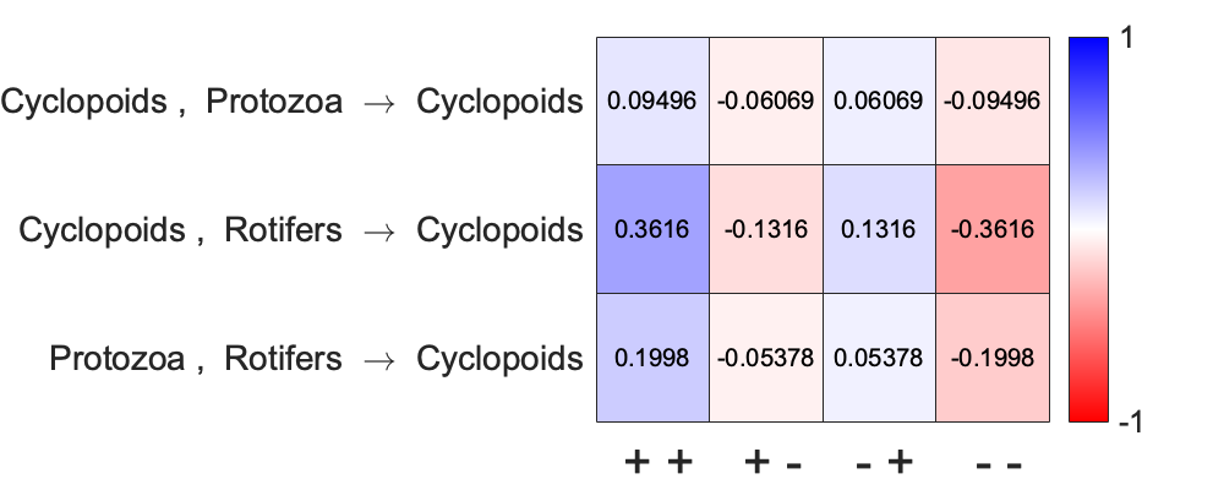 1
Cyclopoids , Protozoa → Cyclopoids 0.09496 -0.06069 0.06069 -0.09496
Cyclopoids , Rotifers → Cyclopoids 0.3616 -0.1316 0.1316 -0.3616
Protozoa , Rotifers → Cyclopoids 0.1998 -0.05378 0.05378 -0.1998
-1
+ + + - - + - -